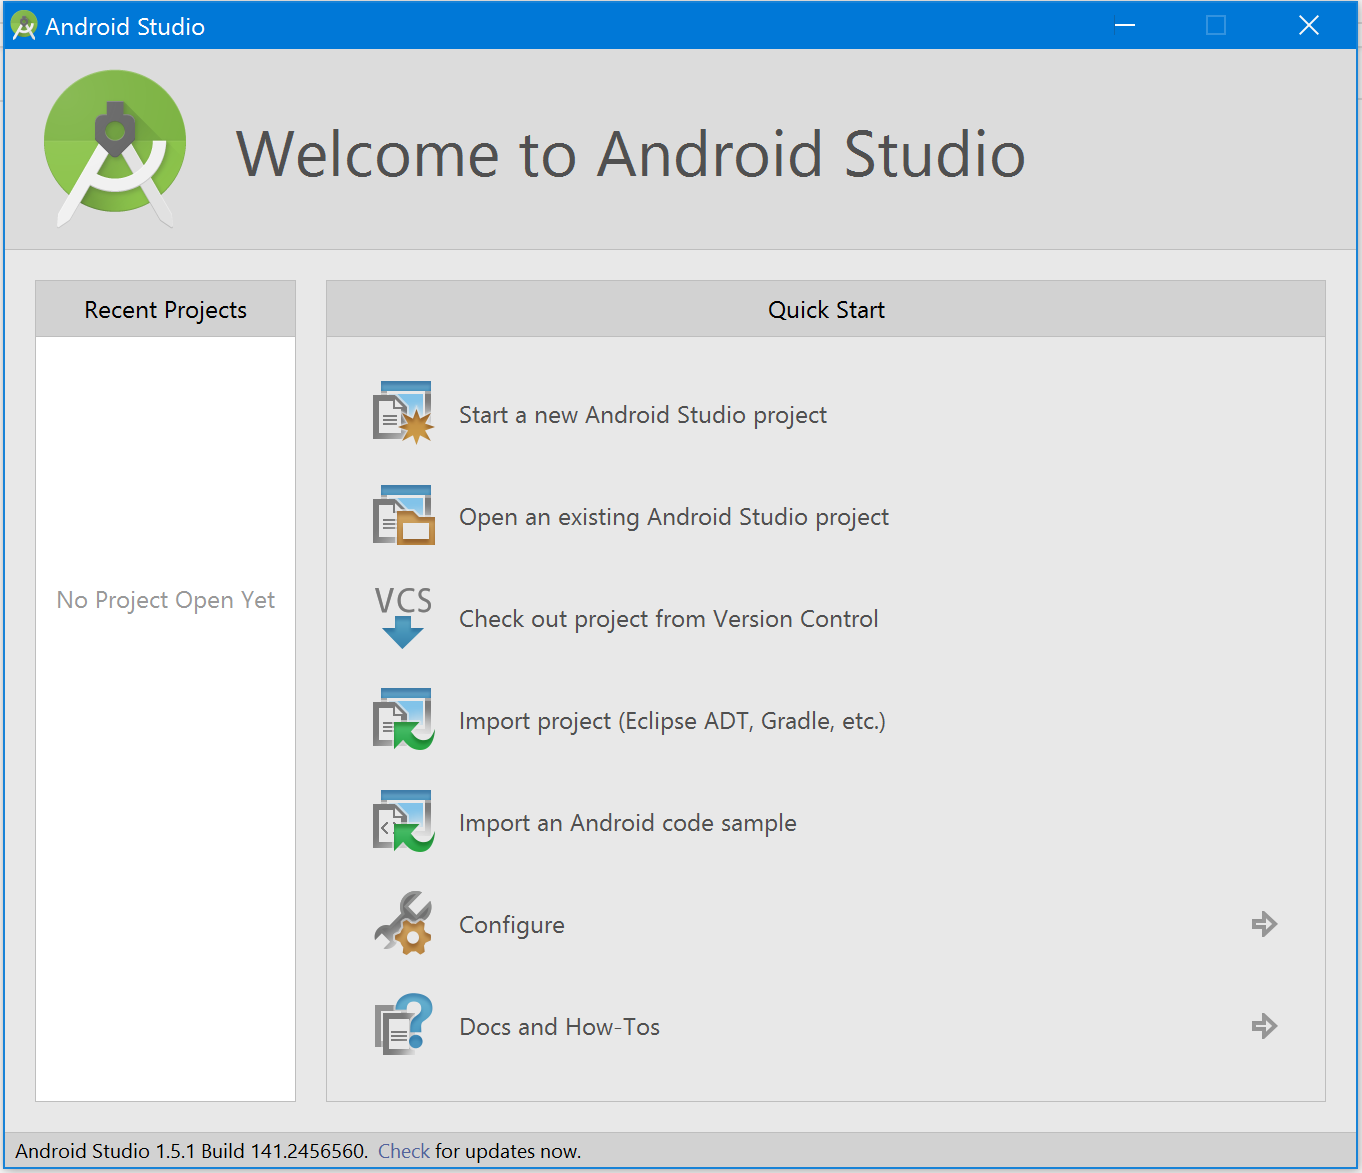 Android Studio
Welcome to Android Studio
Recent Projects
No Project Open Yet
Quick Start
Start a new Android Studio project
Open an existing Android Studio project
VCS
Check out project from Version Control
Import project (Eclipse ADT, Gradle, etc.)
Import an Android code sample
Configure
Docs and How-Tos
Android Studio 1.5.1 Build 141.2456560. Check for updates now.